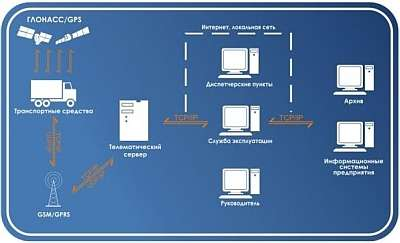 ГЛОНАСС/GPS
Интернет, локальная сеть
Диспетчерские пункты
Транспортные средства
Архив
TCP/IP
TCP/IP
Телематический
сервер
Служба эксплуатации
Информационные
системы
предприятия
GSM/GPRS
Руководитель